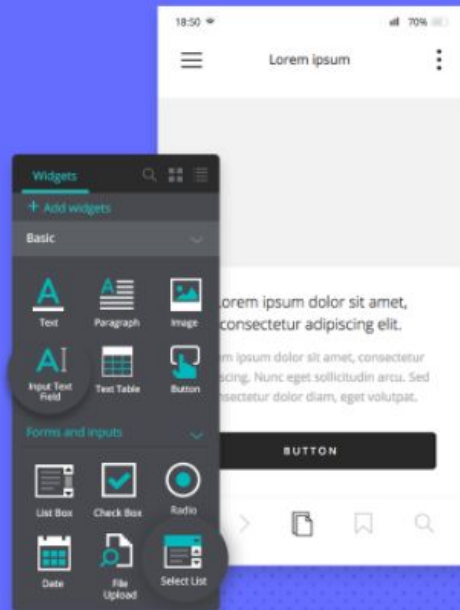 18:50
70%
Lorem ipsum
Widgets
+ Add widgets
Basic
Text
Paragraph
Image
Input Text
Field
Text Table
Button
Forms and Inputs
List Box
Check Box
Radio
Date
File
Upload
Select List
orem ipsum dolor sit amet,
consectetur adipiscing elit.
m ipsum dolor sit amet, consectetur
scing. Nunc eget sollicitudin arcu. Sed
nsectetur dolor diam, eget volutpat.
BUTTON